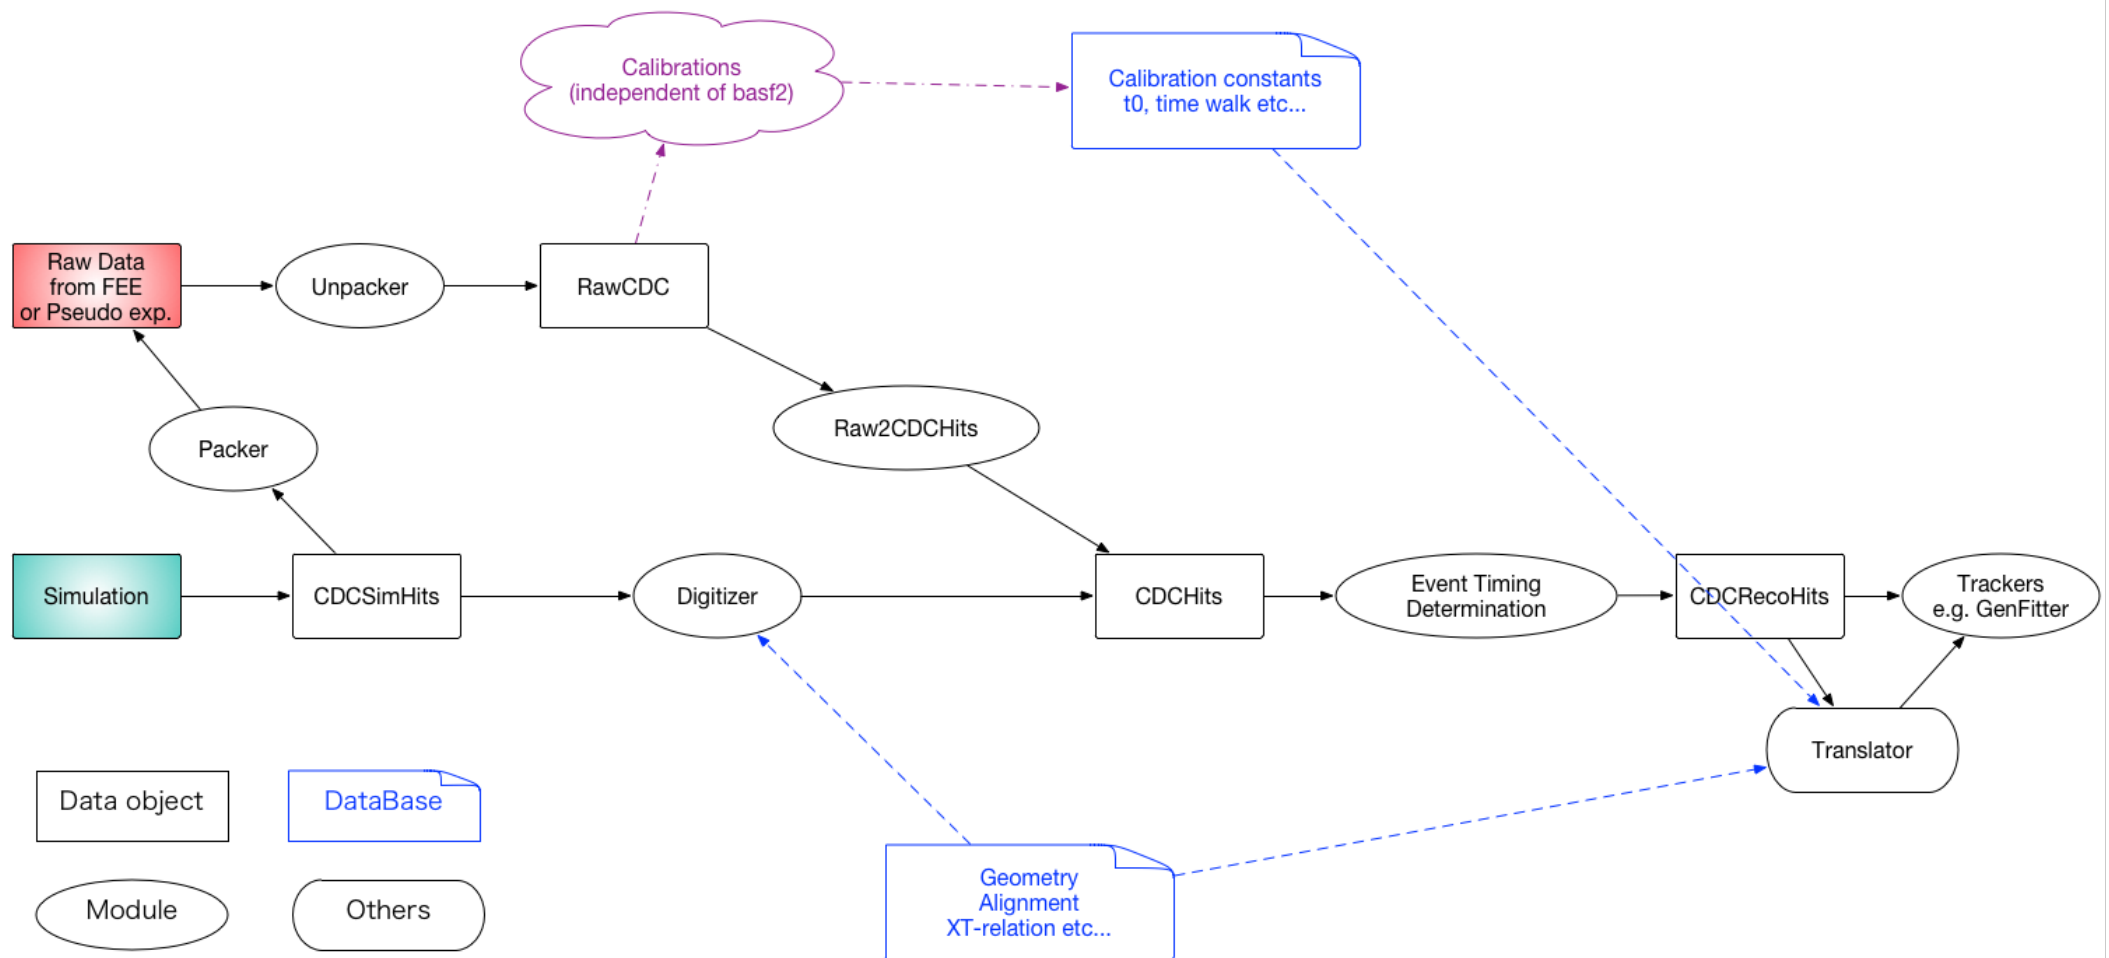 Calibrations
(independent of basf2)
Calibration constants
t0, time walk etc...
Raw Data
from FEE
or Pseudo exp.
Unpacker
RawCDC
Raw2CDCHits
Packer
Simulation
CDCSimHits
Digitizer
CDCHits
Event Timing
Determination
CDCRecoHits
Trackers
e.g. GenFitter
Translator
Data object
DataBase
Module
Others
Geometry
Alignment
XT-relation etc...